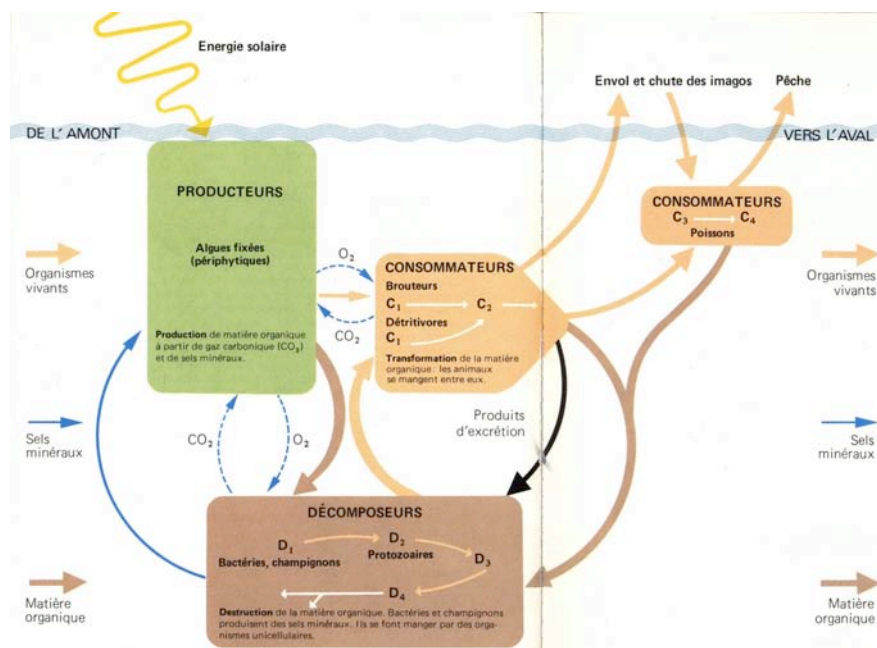 Energie solaire
Envol et chute des imagos
Pêche
DE L'AMONT
VERS L'AVAL
PRODUCTEURS
Algues fixées
(périphytiques)
Production de matière organique
à partir de gaz carbonique (CO₂)
et de sels minéraux.
O₂
CO₂
CONSOMMATEURS
Brouteurs
C₁
C₂
Détritivores
C₁
Transformation de la matière
organique : les animaux
se mangent entre eux.
CONSOMMATEURS
C₃
C₄
Poissons
Organismes
vivants
Organismes
vivants
Sels
minéraux
Sels
minéraux
CO₂
O₂
Produits
d'excrétion
DÉCOMPOSEURS
D₁
Bactéries, champignons
D₂
Protozoaires
D₃
D₄
Destruction de la matière organique. Bactéries et champignons
produisent des sels minéraux. Ils se font manger par des orga-
nismes unicellulaires.
Matière
organique
Matière
organique